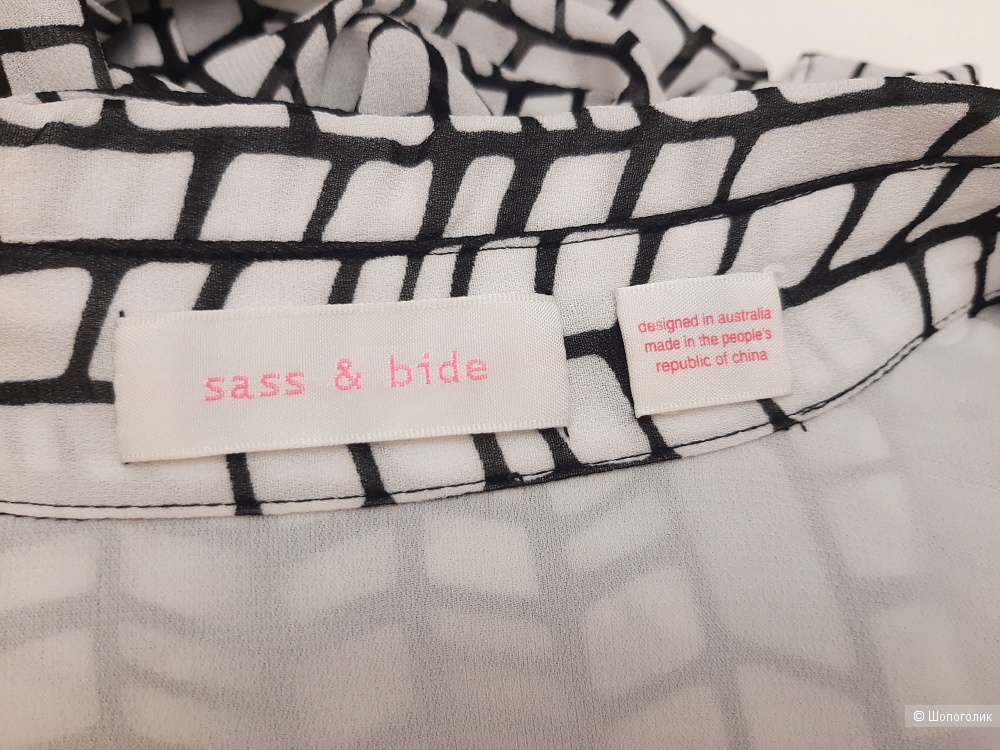 sass & bide
designed in australia
made in the people's
republic of china
© Шопоголик